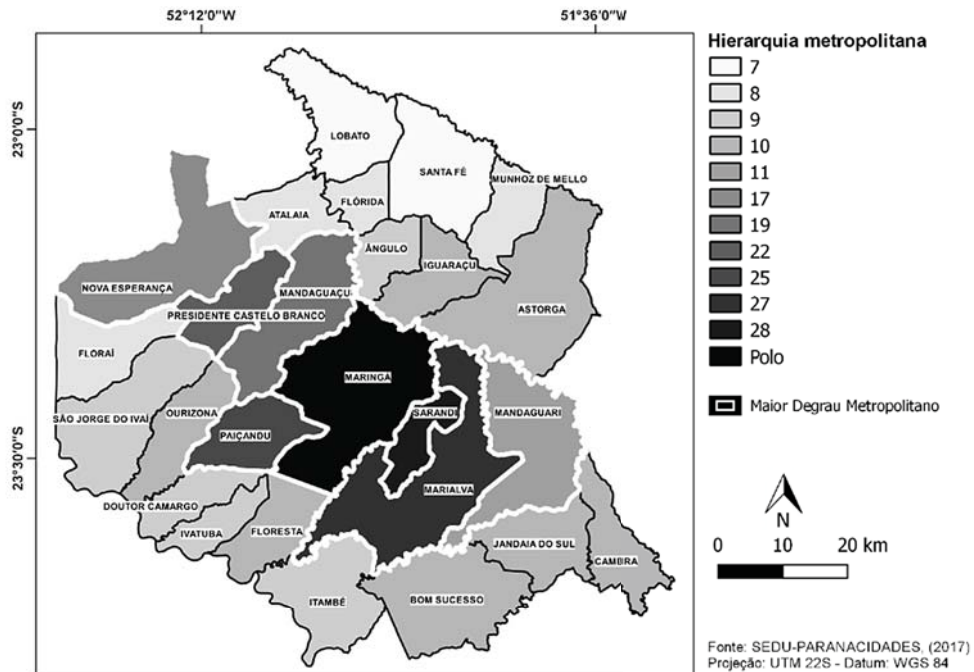 52°12'0"W
51°36'0"W
23°0'0"S
23°30'0"S
LOBATO
SANTA FÉ
MUNHOZ DE MELLO
FLÓRIDA
ATALAIA
ÂNGULO
IGUARAÇU
NOVA ESPERANÇA
MANDAGUAÇU
ASTORGA
PRESIDENTE CASTELO BRANCO
FLORAÍ
MARINGÁ
SÃO JORGE DO IVAÍ
OURIZONA
SARANDI
MANDAGUARI
PAIÇANDU
MARIALVA
DOUTOR CAMARGO
IVATUBA
FLORESTA
JANDAIA DO SUL
CAMBRA
ITAMBÉ
BOM SUCESSO
Hierarquia metropolitana
7
8
9
10
11
17
19
22
25
27
28
Polo
Maior Degrau Metropolitano
N
0 10 20 km
Fonte: SEDU-PARANACIDADES, (2017)
Projeção: UTM 22S - Datum: WGS 84